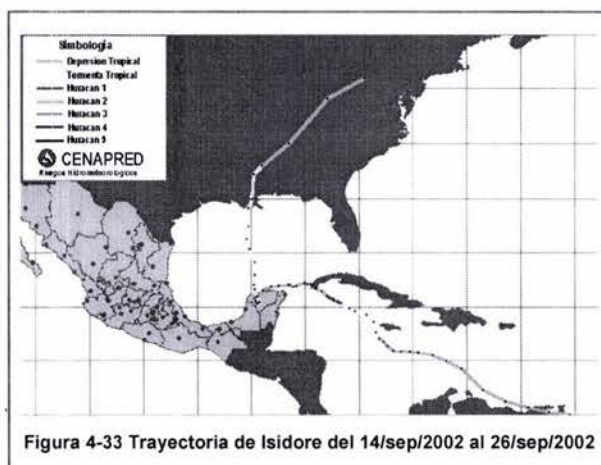 Simbología
Depresion Tropical
Tormenta Tropical
Huracan 1
Huracan 2
Huracan 3
Huracan 4
Huracan 5
CENAPRED
Riesgos Hidrometeorologicos
Figura 4-33 Trayectoria de Isidore del 14/sep/2002 al 26/sep/2002